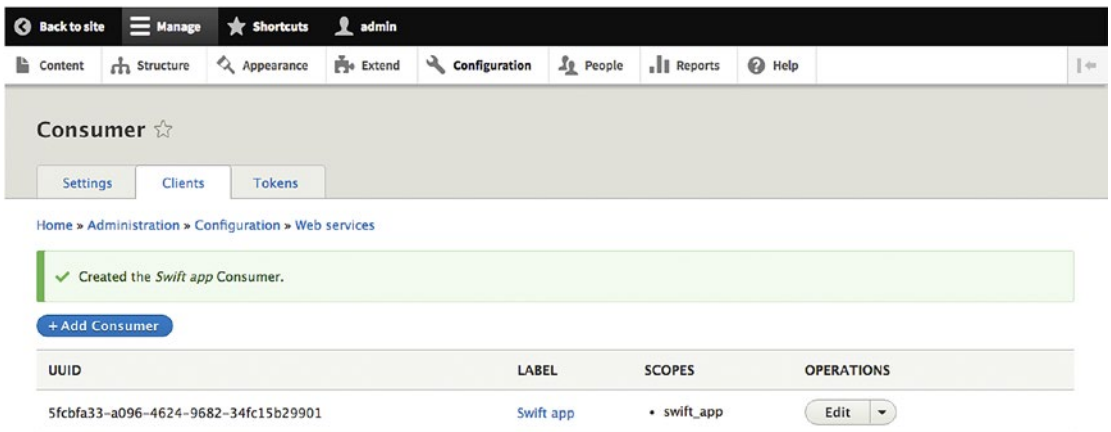 Back to site Manage Shortcuts admin
Content Structure Appearance Extend Configuration People Reports Help
Consumer
Settings Clients Tokens
Home » Administration » Configuration » Web services
Created the Swift app Consumer.
+ Add Consumer
UUID LABEL SCOPES OPERATIONS
5fcbfa33-a096-4624-9682-34fc15b29901 Swift app • swift_app Edit